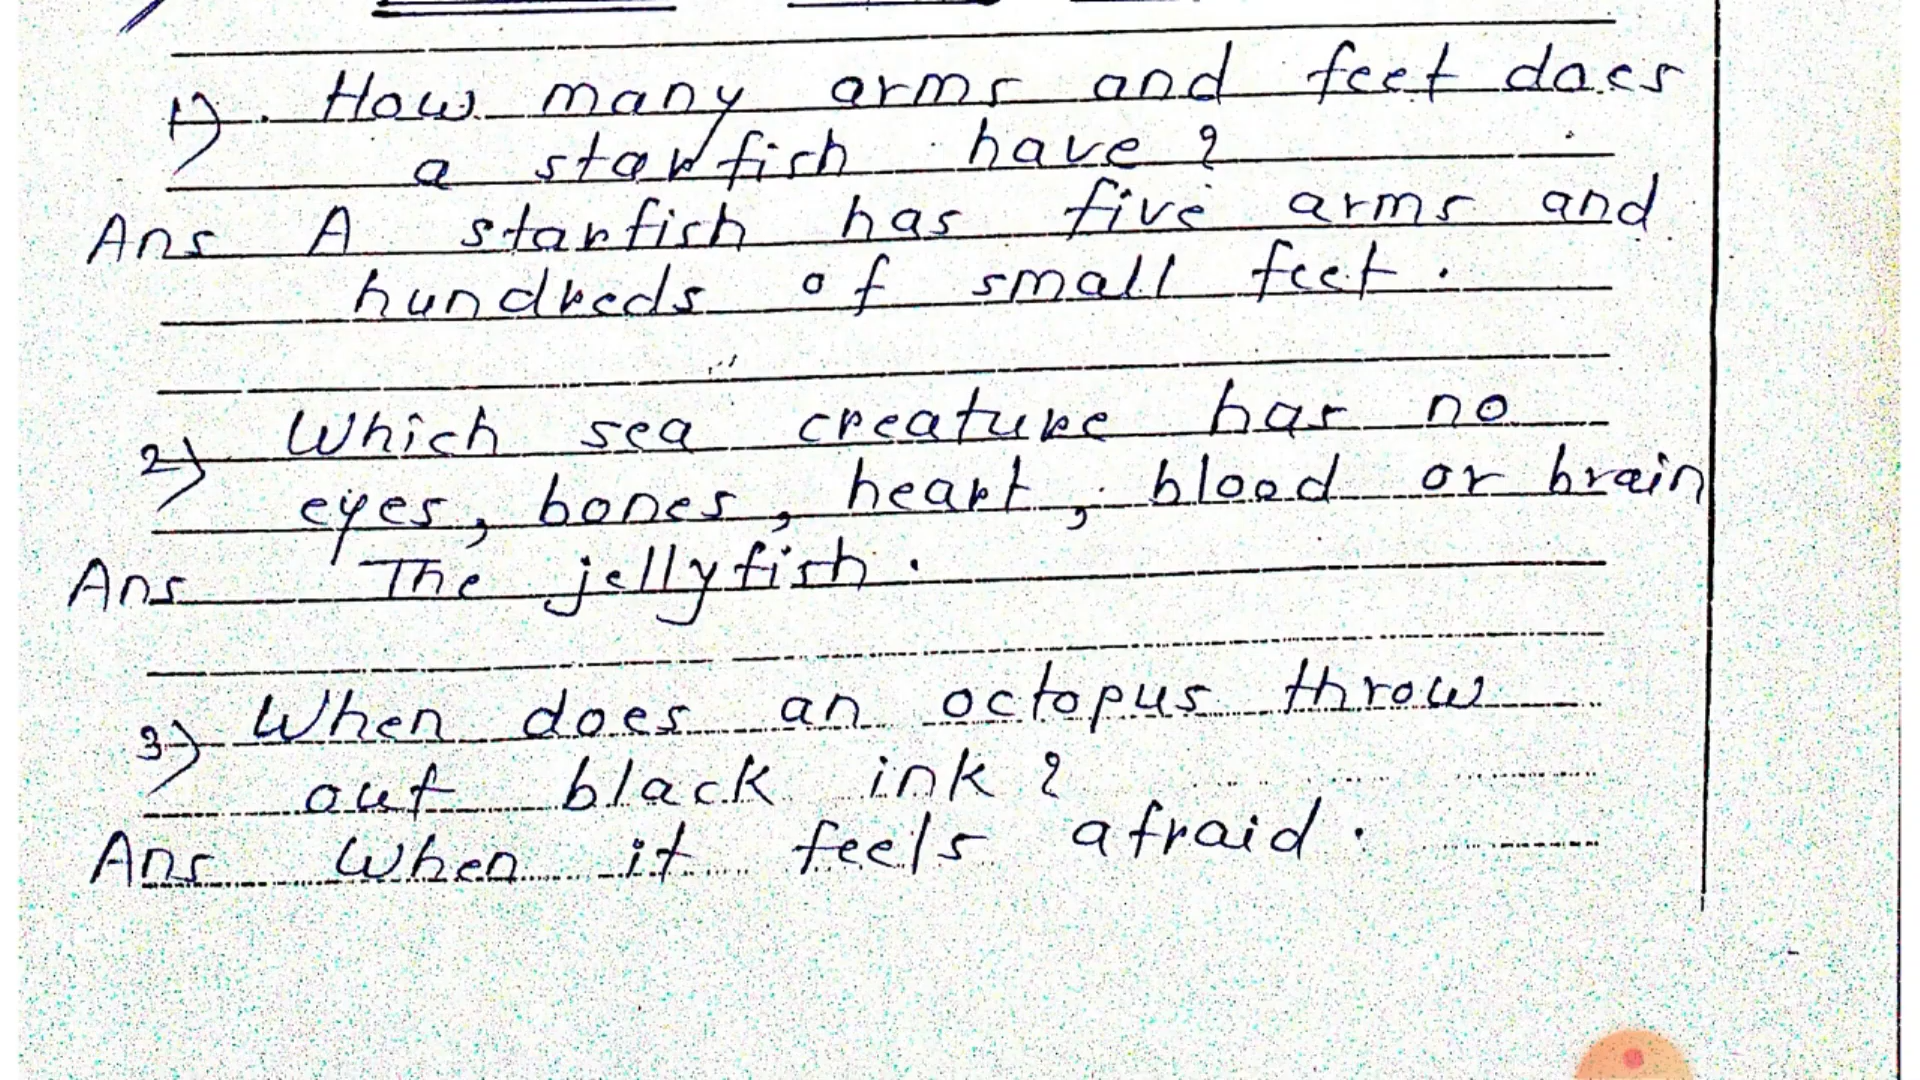 1) How many arms and feet does
a starfish have ?
Ans A starfish has five arms and
hundreds of small feet .
2) Which sea creature has no
eyes, bones, heart, blood or brain
Ans The jellyfish .
3) When does an octopus throw
out black ink ?
Ans When it feels afraid .